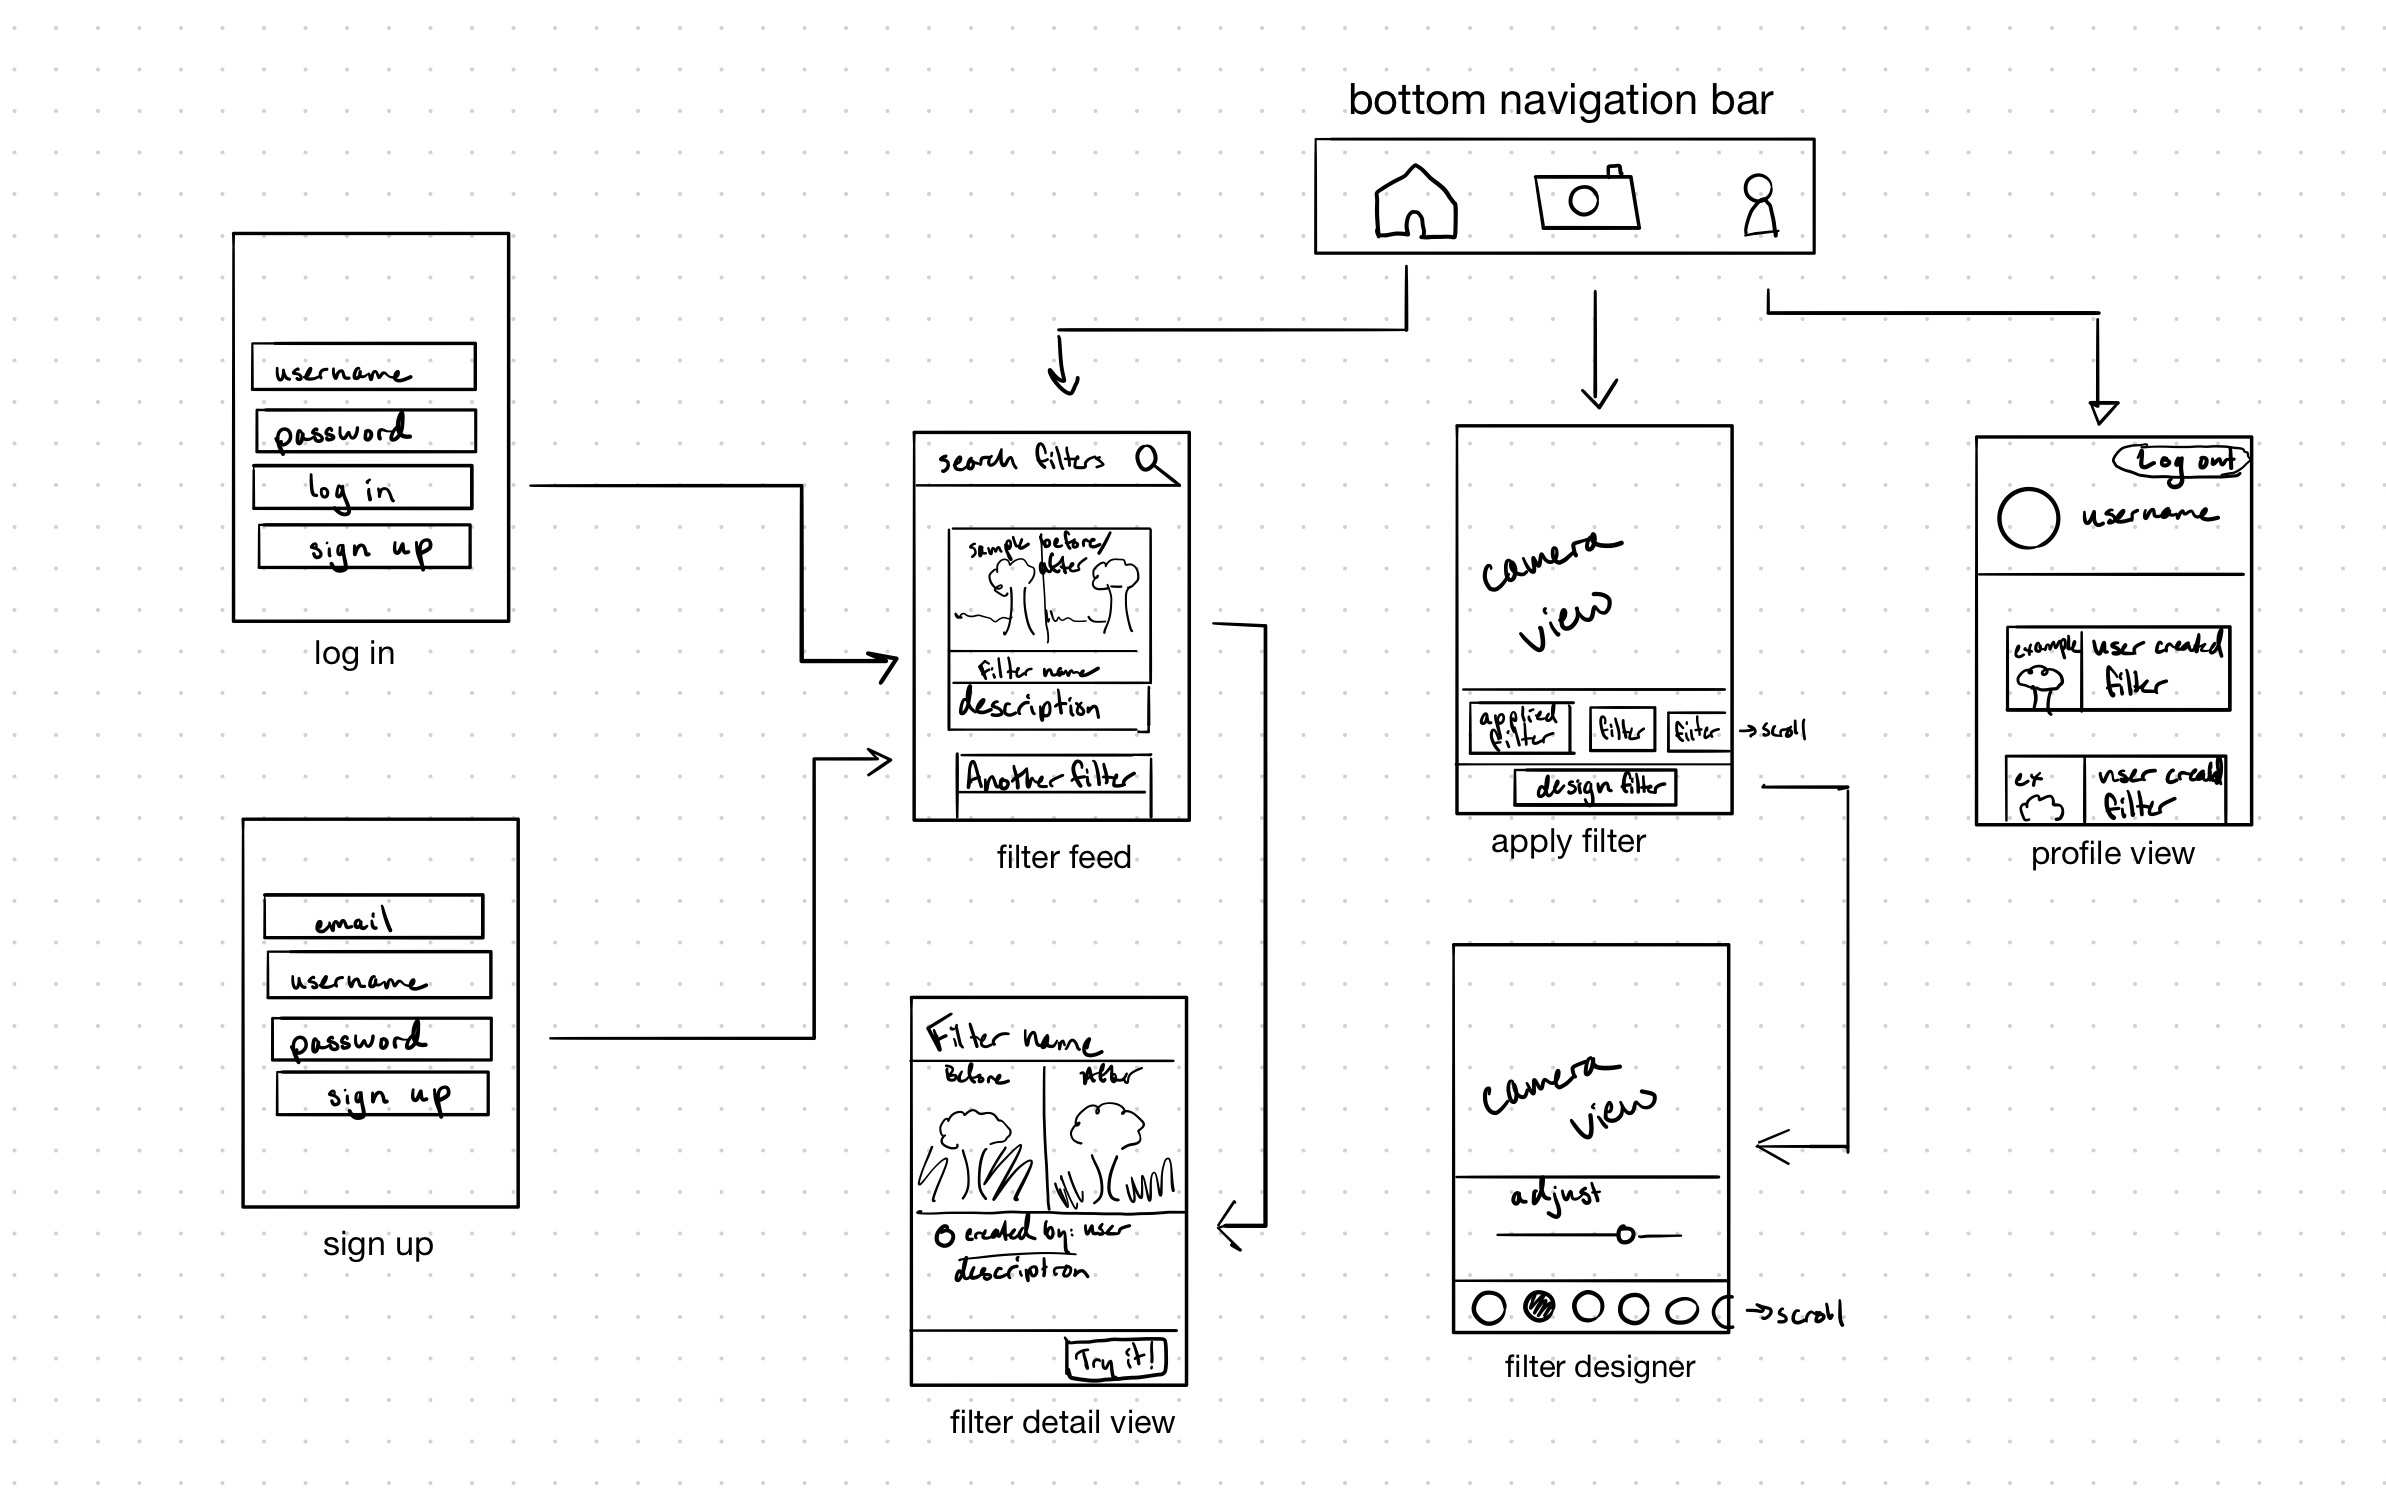 bottom navigation bar
username
password
log in
sign up
log in
email
username
password
sign up
sign up
search filters
sample before/
after
Filter name
description
Another filter
filter feed
Filter name
Before After
created by: user
description
Try it!
filter detail view
camera
view
applied
filter
filter
filter
→ scroll
design filter
apply filter
camera
view
adjust
→ scroll
filter designer
Log out
username
example
user created
filter
ex
user created
filter
profile view